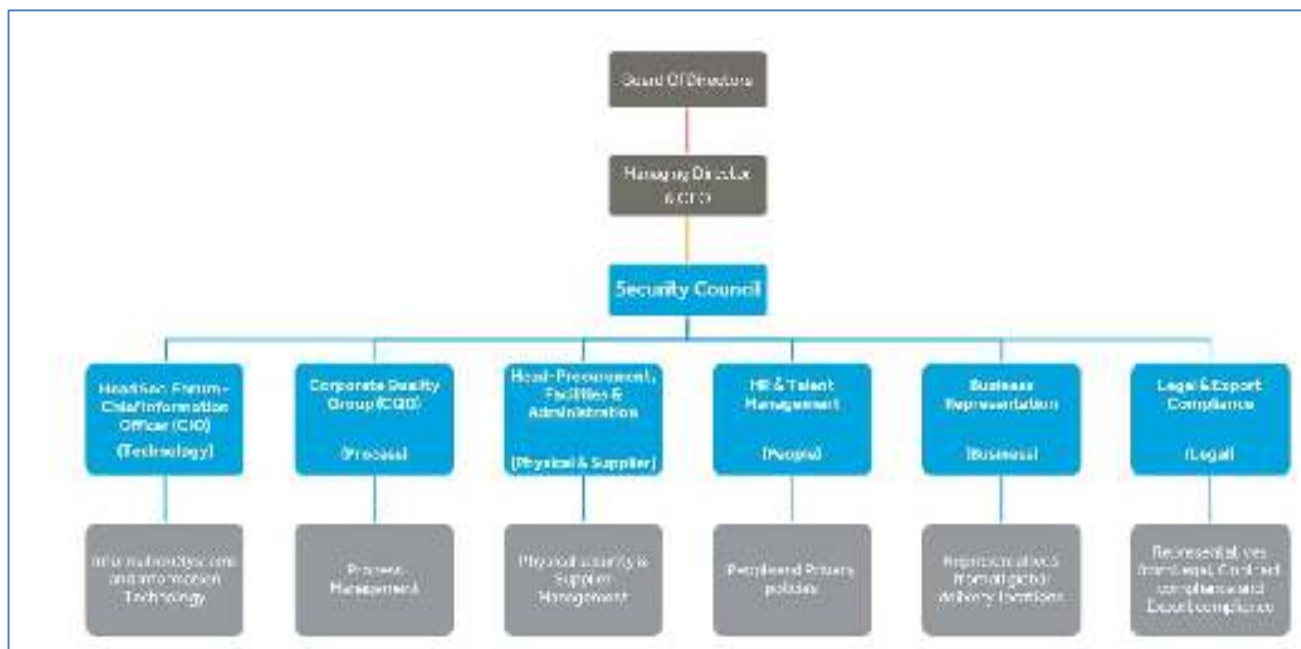 Board Of Directors
Managing Director
& CEO
Security Council
Head Sec. Forum -
Chief Information
Officer (CIO)
(Technology)
Corporate Quality
Group (CQG)
(Process)
Head-Procurement,
Facilities &
Administration
(Physical & Supplier)
HR & Talent
Management
(People)
Business
Representation
(Business)
Legal & Export
Compliance
(Legal)
Information Systems
and Information
Technology
Process
Management
Physical Security &
Supplier
Management
People and Privacy
policies
Representatives
from all global
delivery locations
Representatives
from Legal, Contract
compliance and
Export compliance